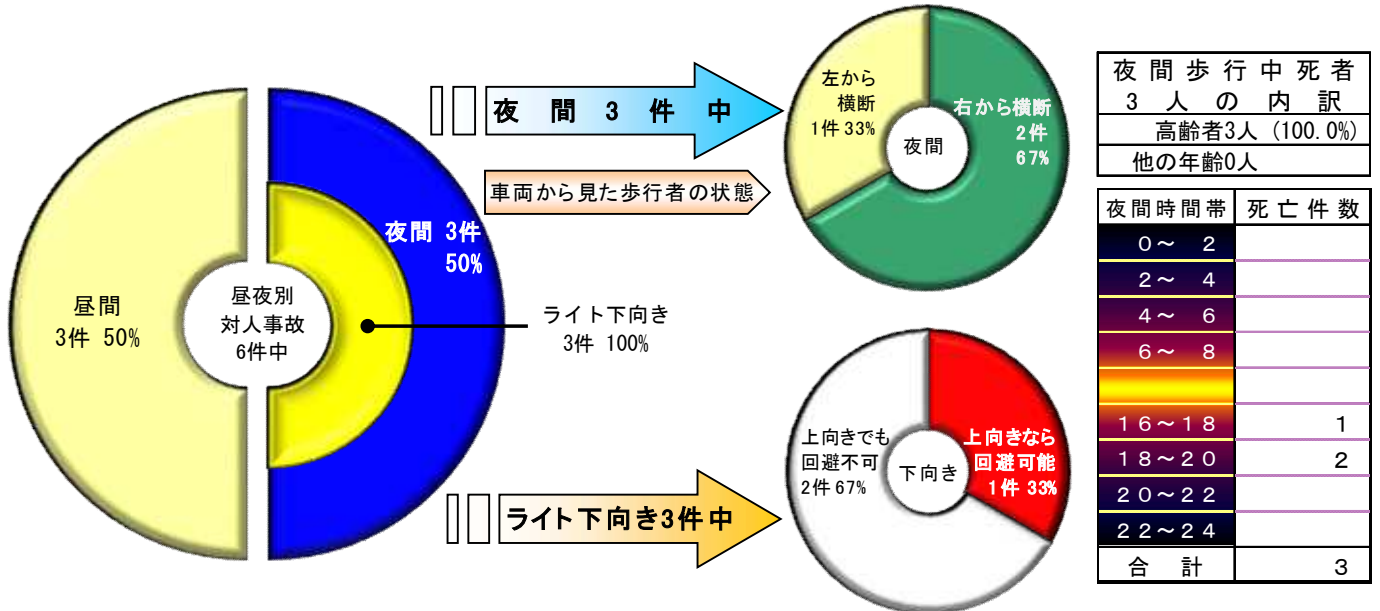 昼間
3件 50%
昼夜別
対人事故
6件中
夜間 3件
50%
ライト下向き
3件 100%
夜間3件中
車両から見た歩行者の状態
左から
横断
1件 33%
夜間
右から横断
2件
67%
ライト下向き3件中
上向きでも
回避不可
2件 67%
下向き
上向きなら
回避可能
1件 33%
夜間歩行中死者
3人の内訳
高齢者3人 (100.0%)
他の年齢0人
夜間時間帯 死亡件数
0～ 2
2～ 4
4～ 6
6～ 8
16～18 1
18～20 2
20～22
22～24
合計 3